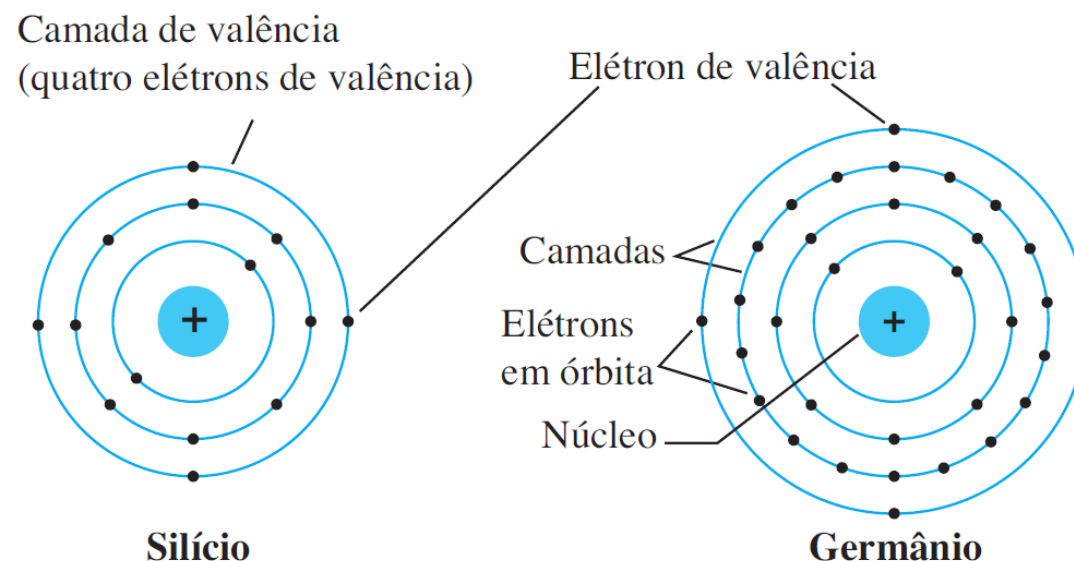 Camada de valência
(quatro elétrons de valência)
Elétron de valência
Camadas
Elétrons
em órbita
Núcleo
+
+
Silício
Germânio